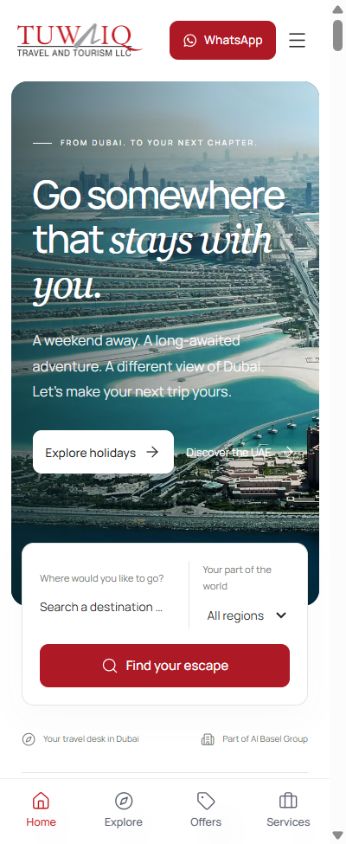 TUWAIQ
TRAVEL AND TOURISM LLC
WhatsApp
FROM DUBAI. TO YOUR NEXT CHAPTER.
Go somewhere
that stays with
you.
A weekend away. A long-awaited
adventure. A different view of Dubai.
Let's make your next trip yours.
Explore holidays
Discover the UAE
Where would you like to go?
Search a destination ...
Your part of the
world
All regions
Find your escape
Your travel desk in Dubai
Part of Al Basel Group
Home
Explore
Offers
Services